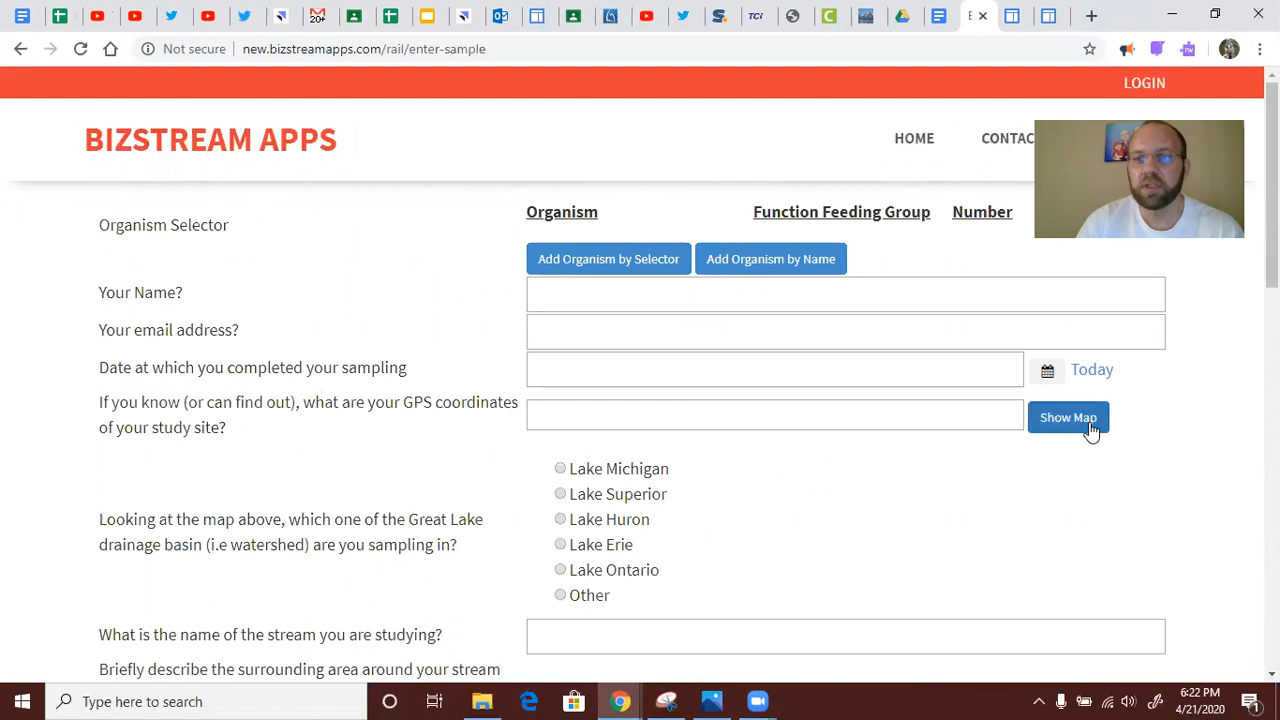 20+
TCI
E
Not secure
new.bizstreamapps.com/rail/enter-sample
LOGIN
BIZSTREAM APPS
HOME
CONTAC
Organism Selector
Organism
Function Feeding Group
Number
Add Organism by Selector
Add Organism by Name
Your Name?
Your email address?
Date at which you completed your sampling
Today
If you know (or can find out), what are your GPS coordinates
of your study site?
Show Map
Looking at the map above, which one of the Great Lake
drainage basin (i.e watershed) are you sampling in?
Lake Michigan
Lake Superior
Lake Huron
Lake Erie
Lake Ontario
Other
What is the name of the stream you are studying?
Briefly describe the surrounding area around your stream
Type here to search
6:22 PM
4/21/2020
1